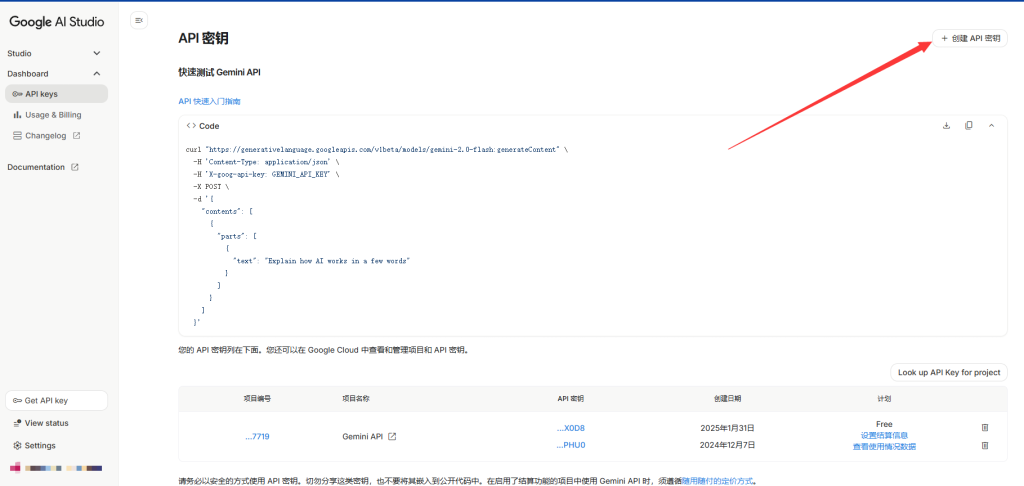 Google AI Studio
Studio
Dashboard
API keys
Usage & Billing
Changelog
Documentation
Get API key
View status
Settings
API 密钥
+ 创建 API 密钥
快速测试 Gemini API
API 快速入门指南
<> Code
curl "https://generativelanguage.googleapis.com/v1beta/models/gemini-2.0-flash:generateContent" \
-H 'Content-Type: application/json' \
-H 'X-goog-api-key: GEMINI_API_KEY' \
-X POST \
-d '{
"contents": [
{
"parts": [
{
"text": "Explain how AI works in a few words"
}
]
}
]
}'
您的 API 密钥列在下面。您还可以在 Google Cloud 中查看和管理项目和 API 密钥。
Look up API Key for project
项目编号 项目名称 API 密钥 创建日期 计划
...7719 Gemini API ...X0D8 2025年1月31日 Free
设置结算信息
...PHU0 2024年12月7日 查看使用情况数据
请务必以安全的方式使用 API 密钥。切勿分享这类密钥，也不要将其嵌入到公开代码中。在启用了结算功能的项目中使用 Gemini API 时，须遵循随用随付的定价方式。